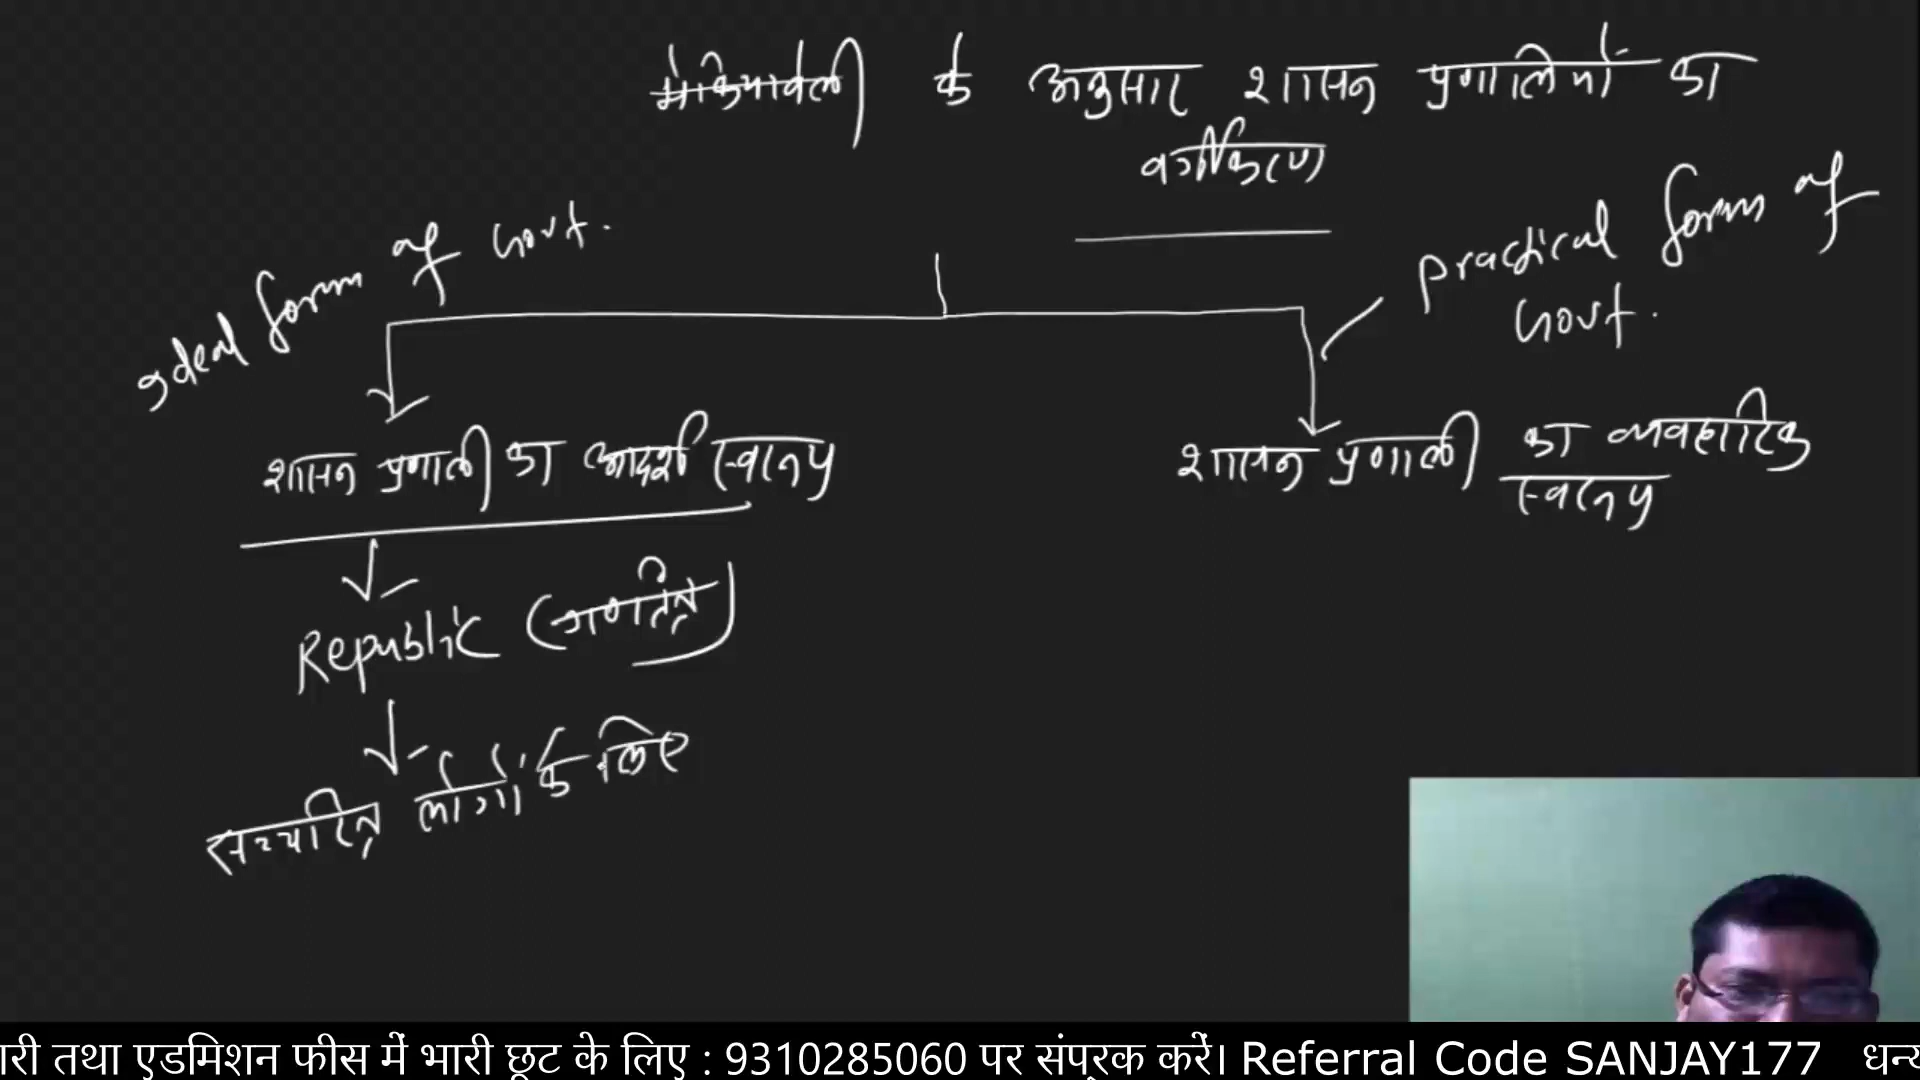 मैकियावेली के अनुसार शासन प्रणालियों का
वर्गीकरण
Ideal form of Govt.
practical form of
Govt.
शासन प्रणाली का आदर्श स्वरूप
शासन प्रणाली का व्यवहारिक
स्वरूप
Republic (गणतंत्र)
सच्चरित्र लोगों के लिए
ारी तथा एडमिशन फीस में भारी छूट के लिए : 9310285060 पर संपर्क करें। Referral Code SANJAY177 धन्य